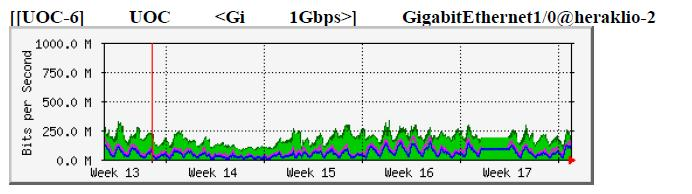 [[UOC-6] UOC <Gi 1Gbps>] GigabitEthernet1/0@heraklio-2
Bits per Second
1000.0 M
750.0 M
500.0 M
250.0 M
0.0 M
Week 13 Week 14 Week 15 Week 16 Week 17